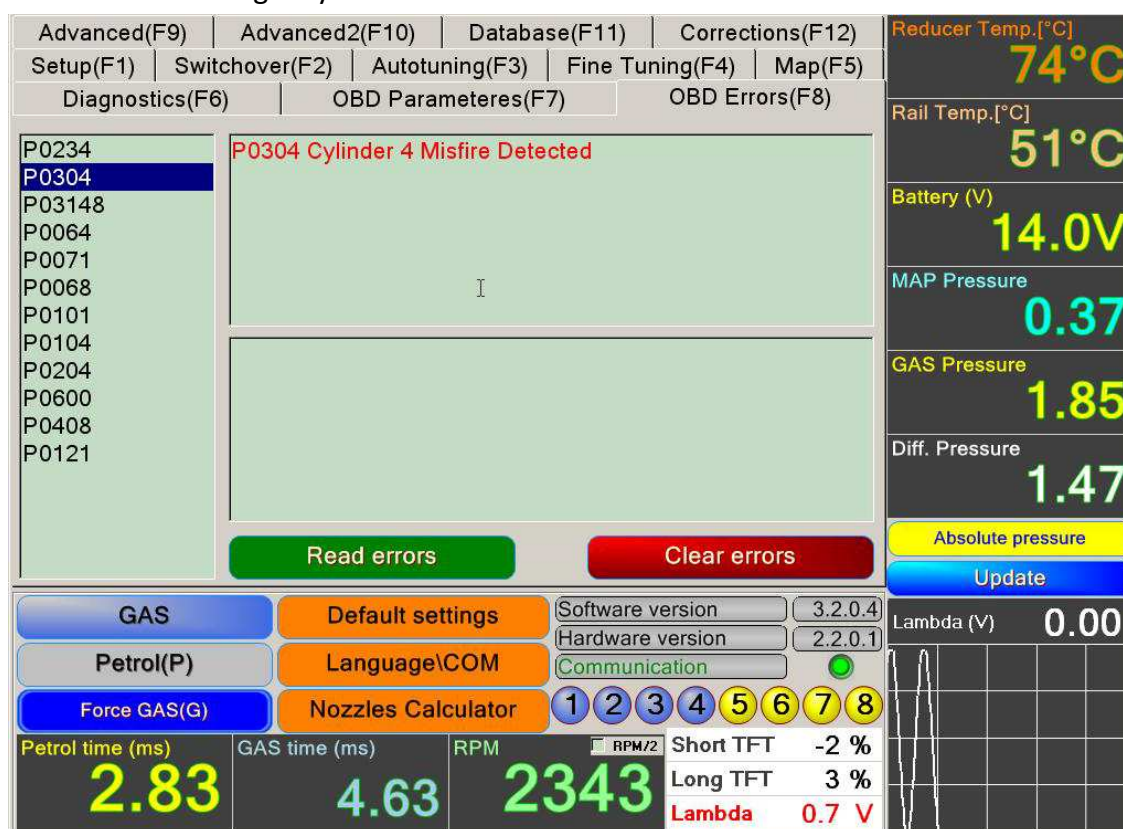 Advanced(F9) Advanced2(F10) Database(F11) Corrections(F12)
Setup(F1) Switchover(F2) Autotuning(F3) Fine Tuning(F4) Map(F5)
Diagnostics(F6) OBD Parameteres(F7) OBD Errors(F8)
P0234
P0304
P03148
P0064
P0071
P0068
P0101
P0104
P0204
P0600
P0408
P0121
P0304 Cylinder 4 Misfire Detected
Read errors Clear errors
Reducer Temp.[°C]
74°C
Rail Temp.[°C]
51°C
Battery (V)
14.0V
MAP Pressure
0.37
GAS Pressure
1.85
Diff. Pressure
1.47
Absolute pressure
Update
Lambda (V) 0.00
GAS Default settings Software version 3.2.0.4
Hardware version 2.2.0.1
Petrol(P) Language\COM Communication
Force GAS(G) Nozzles Calculator 1 2 3 4 5 6 7 8
Petrol time (ms) GAS time (ms) RPM RPM/2
2.83 4.63 2343
Short TFT -2 %
Long TFT 3 %
Lambda 0.7 V